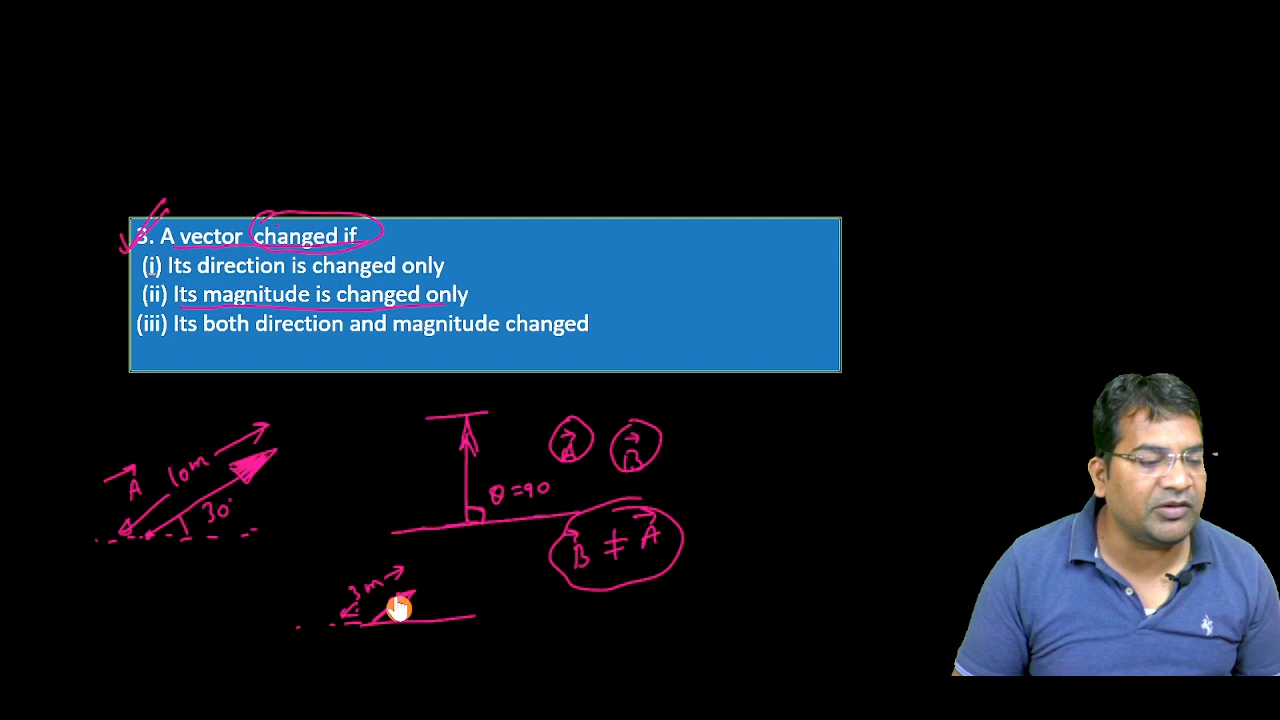 3. A vector changed if
(i) Its direction is changed only
(ii) Its magnitude is changed only
(iii) Its both direction and magnitude changed
A⃗ 10m
30°
θ=90
A⃗ B⃗
B⃗ ≠ A⃗
3m